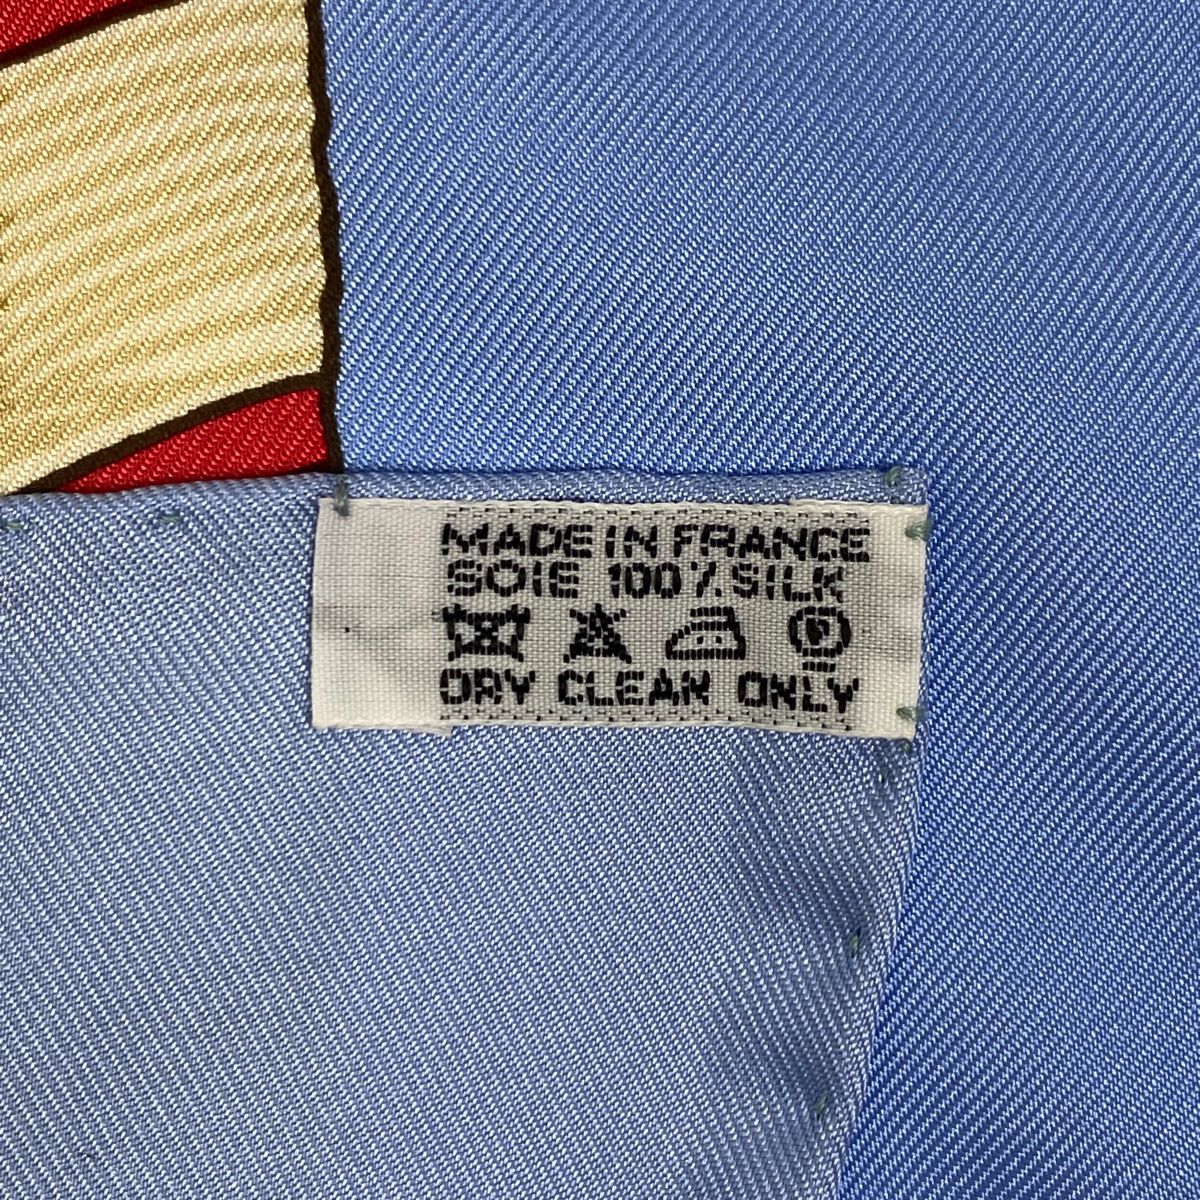 MADE IN FRANCE
SOIE 100% SILK
P
DRY CLEAN ONLY